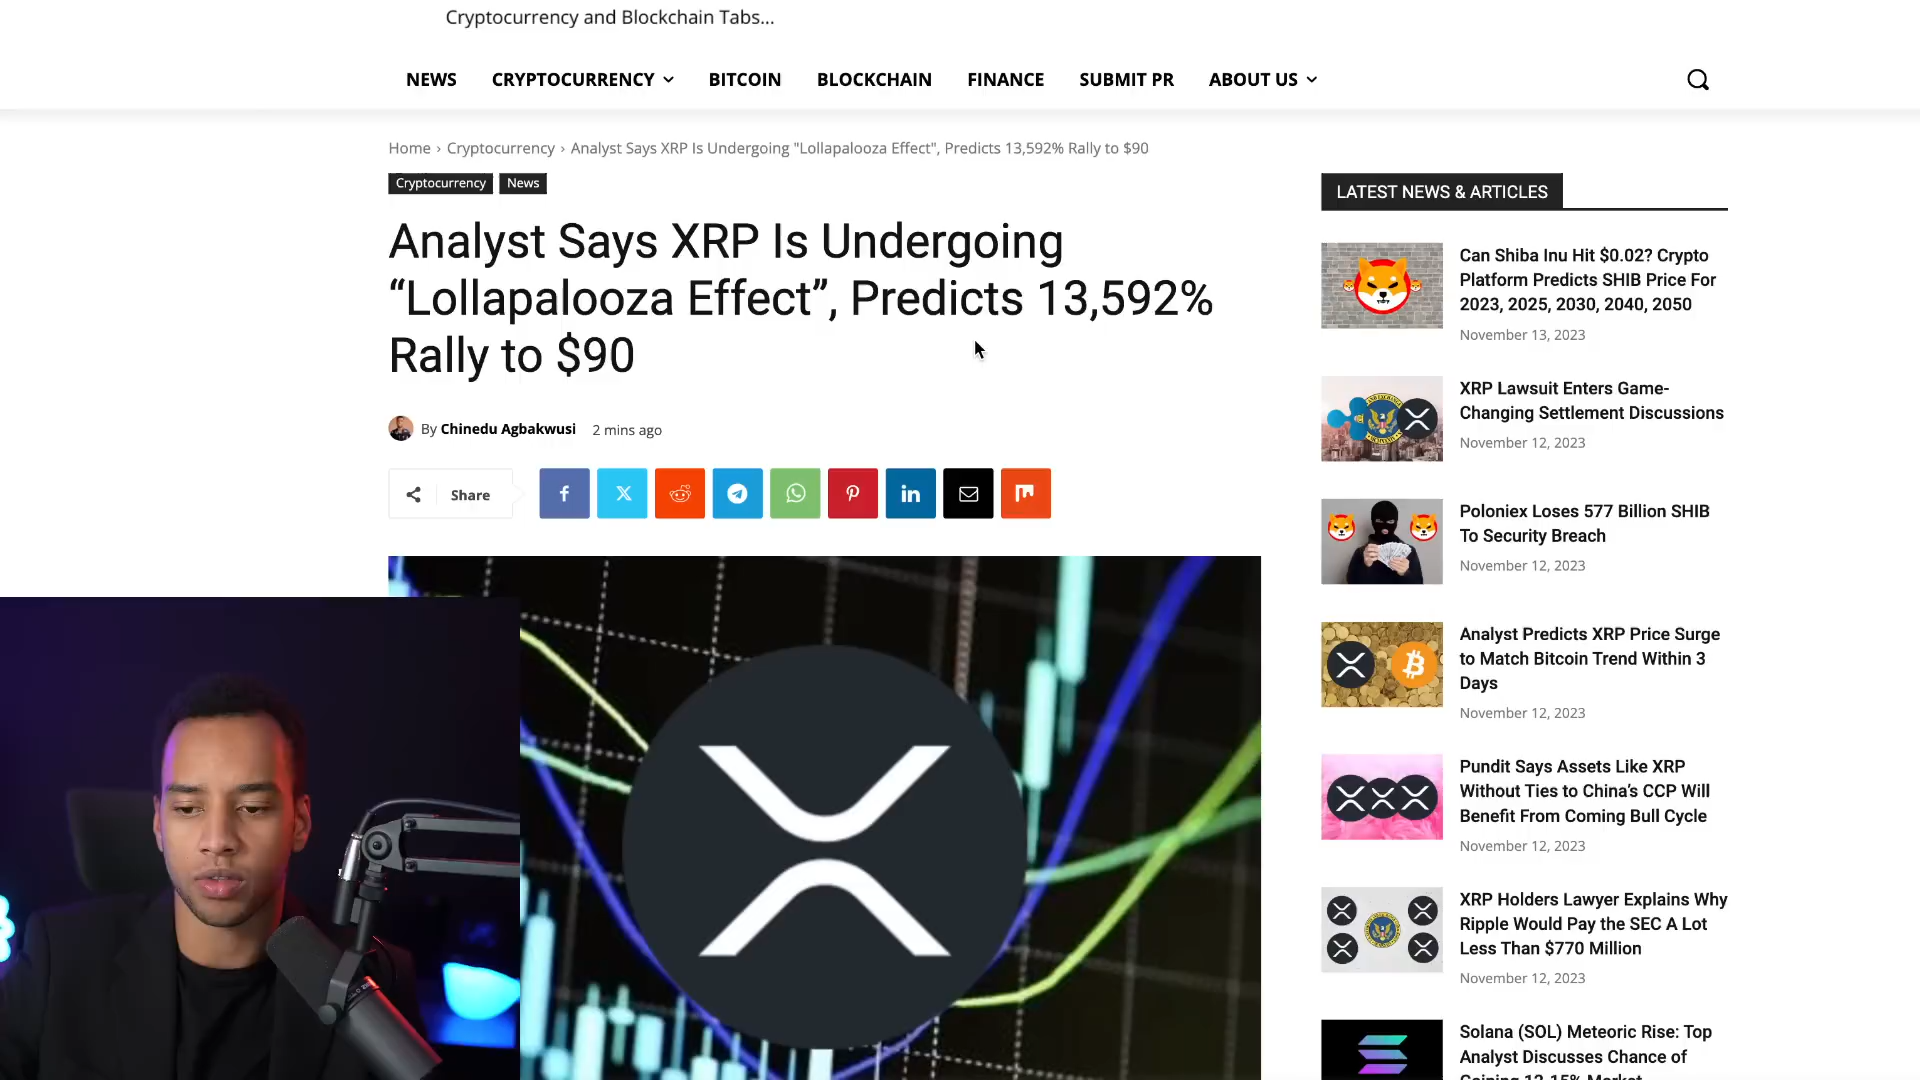 Cryptocurrency and Blockchain Tabs...
NEWS CRYPTOCURRENCY BITCOIN BLOCKCHAIN FINANCE SUBMIT PR ABOUT US
Home › Cryptocurrency › Analyst Says XRP Is Undergoing "Lollapalooza Effect", Predicts 13,592% Rally to $90
Cryptocurrency News
Analyst Says XRP Is Undergoing
“Lollapalooza Effect”, Predicts 13,592%
Rally to $90
By Chinedu Agbakwusi 2 mins ago
Share
LATEST NEWS & ARTICLES
Can Shiba Inu Hit $0.02? Crypto
Platform Predicts SHIB Price For
2023, 2025, 2030, 2040, 2050
November 13, 2023
XRP Lawsuit Enters Game-
Changing Settlement Discussions
November 12, 2023
Poloniex Loses 577 Billion SHIB
To Security Breach
November 12, 2023
Analyst Predicts XRP Price Surge
to Match Bitcoin Trend Within 3
Days
November 12, 2023
Pundit Says Assets Like XRP
Without Ties to China’s CCP Will
Benefit From Coming Bull Cycle
November 12, 2023
XRP Holders Lawyer Explains Why
Ripple Would Pay the SEC A Lot
Less Than $770 Million
November 12, 2023
Solana (SOL) Meteoric Rise: Top
Analyst Discusses Chance of